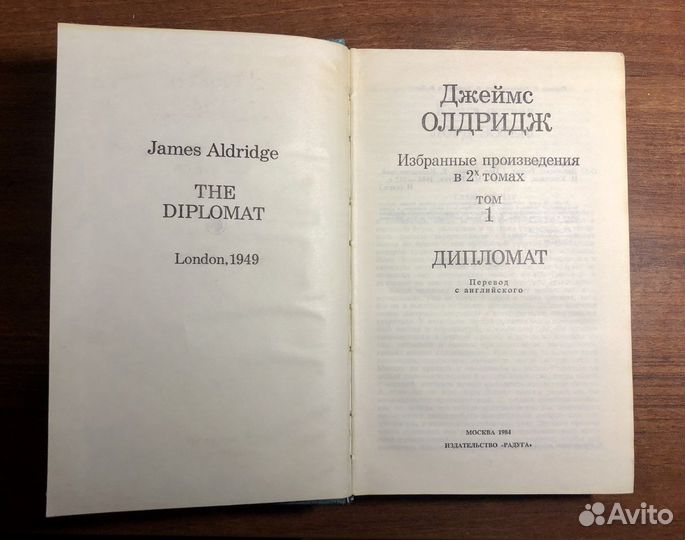 James Aldridge
THE
DIPLOMAT
London, 1949
Джеймс
ОЛДРИДЖ
Избранные произведения
в 2х томах
том
1
ДИПЛОМАТ
Перевод
с английского
МОСКВА 1984
ИЗДАТЕЛЬСТВО «РАДУГА»
Avito